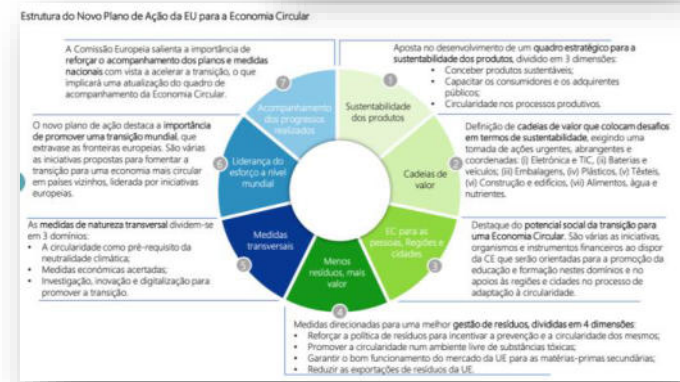 Estrutura do Novo Plano de Ação da EU para a Economia Circular
A Comissão Europeia salienta a importância de
reforçar o acompanhamento dos planos e medidas
nacionais com vista a acelerar a transição, o que
implicará uma atualização do quadro de
acompanhamento da Economia Circular.
Aposta no desenvolvimento de um quadro estratégico para a
sustentabilidade dos produtos, dividido em 3 dimensões:
• Conceber produtos sustentáveis;
• Capacitar os consumidores e os adquirentes
públicos;
• Circularidade nos processos produtivos.
7
Acompanhamento
dos progressos
realizados
1
Sustentabilidade
dos produtos
O novo plano de ação destaca a importância
de promover uma transição mundial, que
extravase as fronteiras europeias. São várias
as iniciativas propostas para fomentar a
transição para uma economia mais circular
em países vizinhos, liderada por iniciativas
europeias.
6
Liderança do
esforço a nível
mundial
Cadeias de
valor
2
Definição de cadeias de valor que colocam desafios
em termos de sustentabilidade, exigindo uma
tomada de ações urgentes, abrangentes e
coordenadas: (i) Eletrónica e TIC, (ii) Baterias e
veículos; (iii) Embalagens, (iv) Plásticos, (v) Têxteis,
(vi) Construção e edifícios, (vii) Alimentos, água e
nutrientes.
As medidas de natureza transversal dividem-se
em 3 domínios:
• A circularidade como pré-requisito da
neutralidade climática;
• Medidas económicas acertadas;
• Investigação, inovação e digitalização para
promover a transição.
Medidas
transversais
5
EC para as
pessoas, Regiões e
cidades
3
Destaque do potencial social da transição para
uma Economia Circular. São várias as iniciativas,
organismos e instrumentos financeiros ao dispor
da CE que serão orientadas para a promoção da
educação e formação nestes domínios e no
apoios às regiões e cidades no processo de
adaptação à circularidade.
Menos
resíduos, mais
valor
4
Medidas direcionadas para uma melhor gestão de resíduos, divididas em 4 dimensões:
• Reforçar a política de resíduos para incentivar a prevenção e a circularidade dos mesmos;
• Promover a circularidade num ambiente livre de substâncias tóxicas;
• Garantir o bom funcionamento do mercado da UE para as matérias-primas secundárias;
• Reduzir as exportações de resíduos da UE.